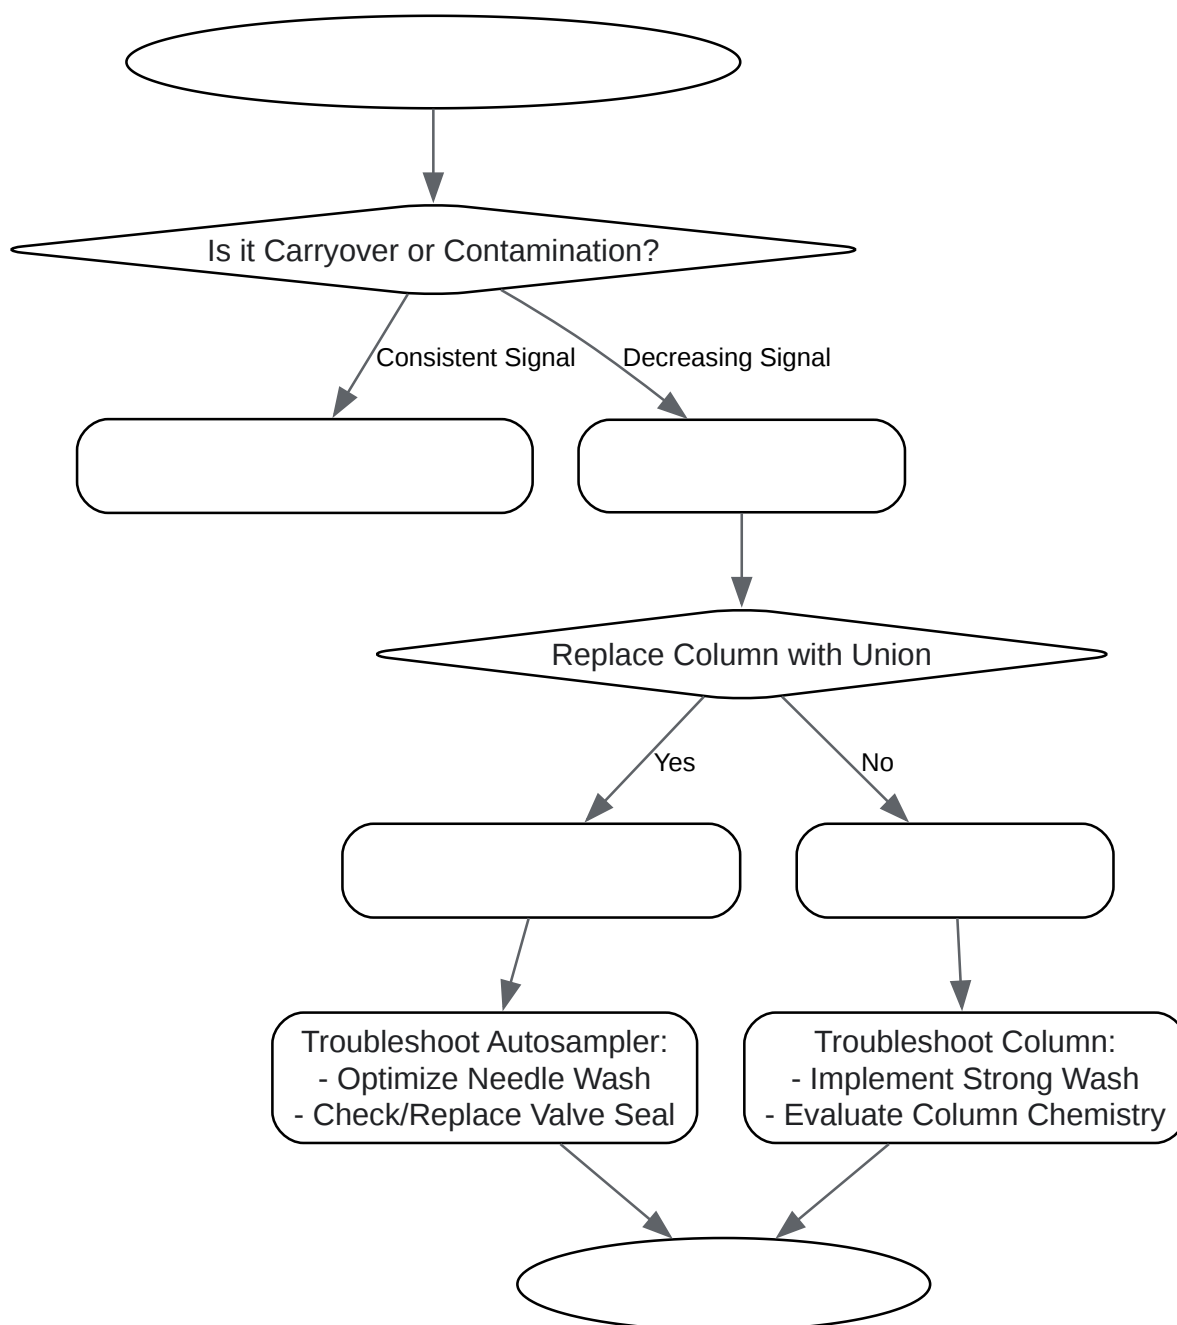 Is it Carryover or Contamination?
Consistent Signal
Decreasing Signal
Replace Column with Union
Yes
No
Troubleshoot Autosampler:
- Optimize Needle Wash
- Check/Replace Valve Seal
Troubleshoot Column:
- Implement Strong Wash
- Evaluate Column Chemistry